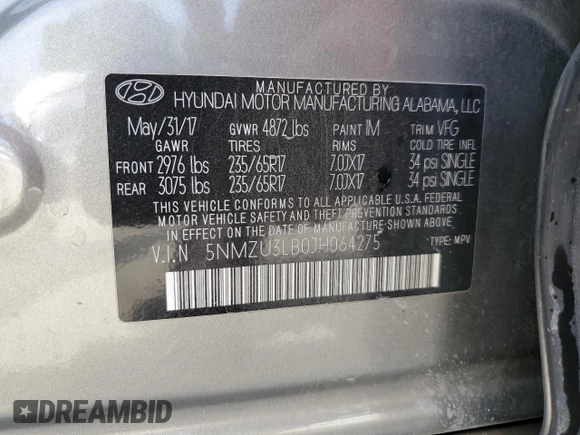 MANUFACTURED BY
HYUNDAI MOTOR MANUFACTURING ALABAMA, LLC
May/31/17 GVWR 4872 lbs PAINT IM TRIM VFG
GAWR TIRES RIMS COLD TIRE INFL
FRONT 2976 lbs 235/65R17 7.0JX17 34 psi SINGLE
REAR 3075 lbs 235/65R17 7.0JX17 34 psi SINGLE
THIS VEHICLE CONFORMS TO ALL APPLICABLE U.S.A. FEDERAL
MOTOR VEHICLE SAFETY AND THEFT PREVENTION STANDARDS
IN EFFECT ON THE DATE OF MANUFACTURE SHOWN ABOVE
V.I.N 5NMZU3LB0JH064275 TYPE: MPV
DREAMBID